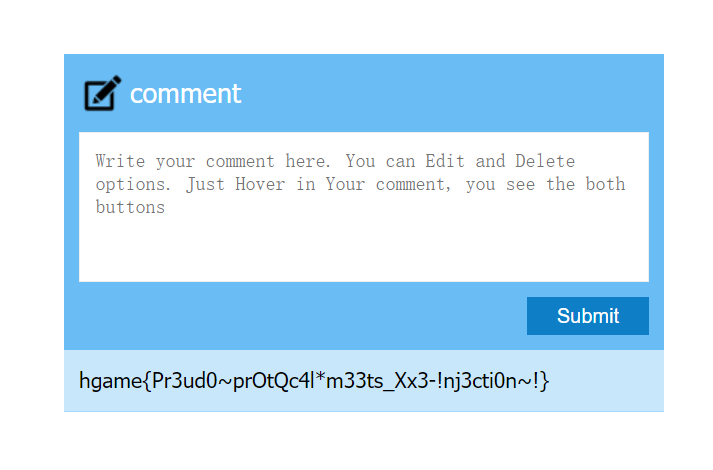 comment
Write your comment here. You can Edit and Delete
options. Just Hover in Your comment, you see the both
buttons
Submit
hgame{Pr3ud0~prOtQc4l*m33ts_Xx3-!nj3cti0n~!}